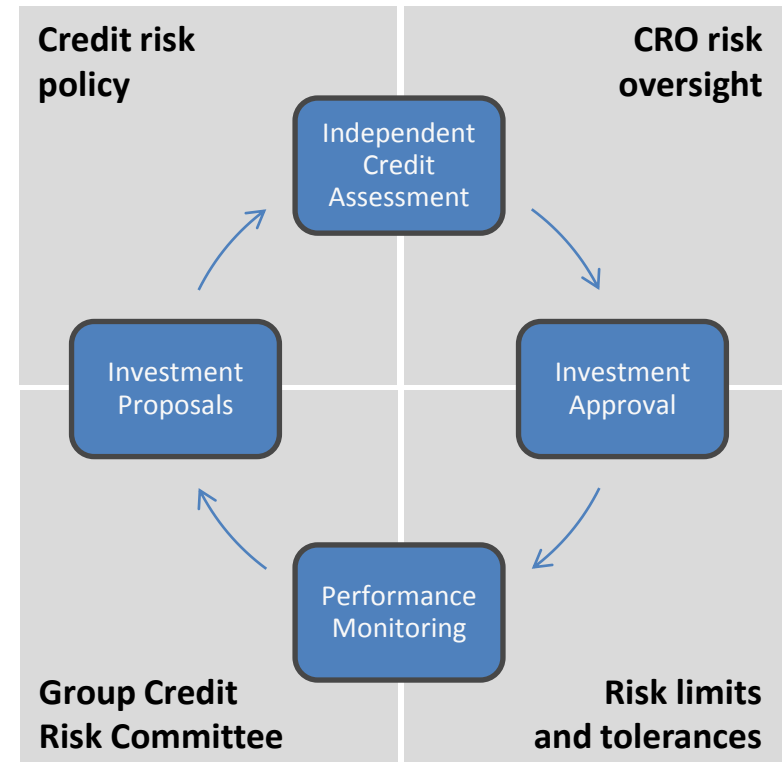 Credit risk
policy
CRO risk
oversight
Independent
Credit
Assessment
Investment
Proposals
Investment
Approval
Performance
Monitoring
Group Credit
Risk Committee
Risk limits
and tolerances